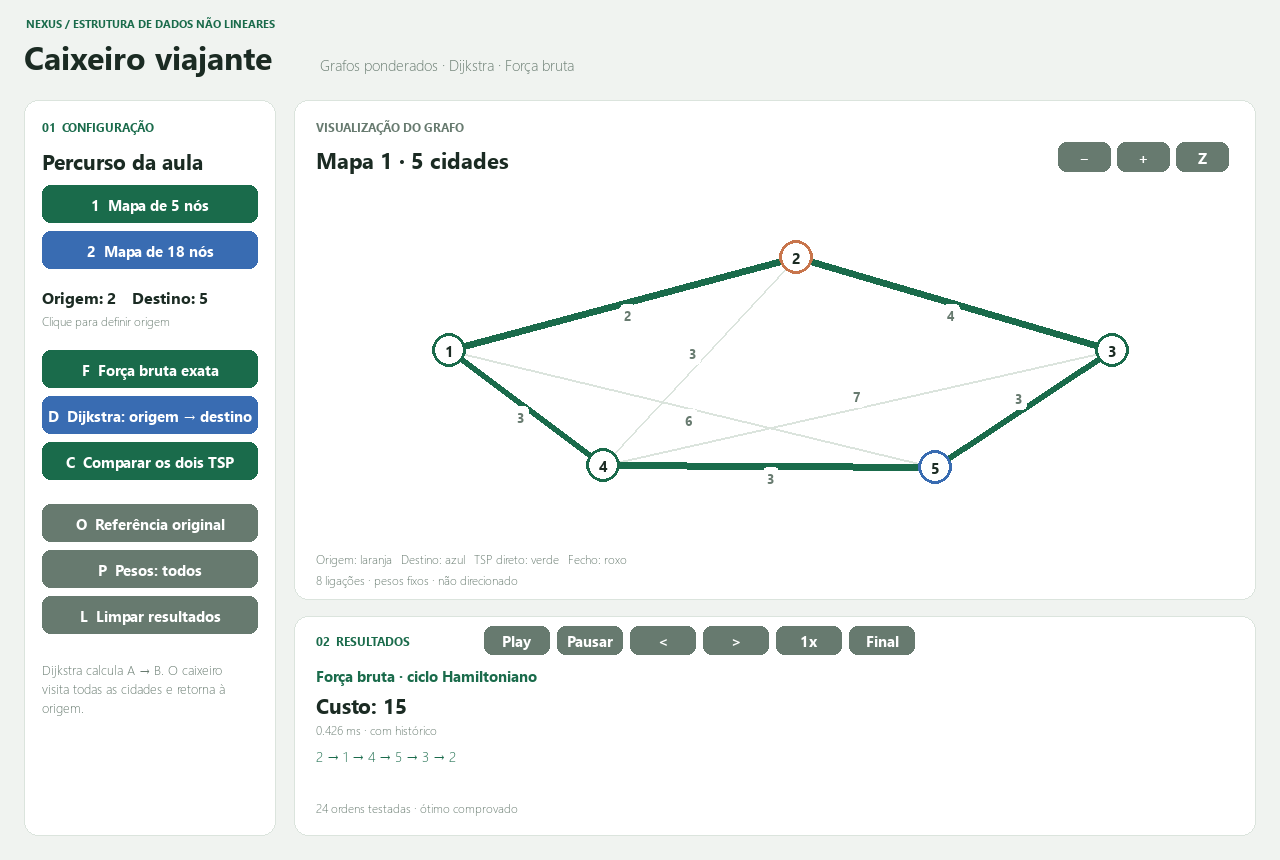 NEXUS / ESTRUTURA DE DADOS NÃO LINEARES
Caixeiro viajante
Grafos ponderados · Dijkstra · Força bruta
01 CONFIGURAÇÃO
Percurso da aula
1 Mapa de 5 nós
2 Mapa de 18 nós
Origem: 2 Destino: 5
Clique para definir origem
F Força bruta exata
D Dijkstra: origem → destino
C Comparar os dois TSP
O Referência original
P Pesos: todos
L Limpar resultados
Dijkstra calcula A → B. O caixeiro
visita todas as cidades e retorna à
origem.
VISUALIZAÇÃO DO GRAFO
Mapa 1 · 5 cidades
– + Z
2
2
4
1
3
3
3
7
3
6
4
5
3
Origem: laranja Destino: azul TSP direto: verde Fecho: roxo
8 ligações · pesos fixos · não direcionado
02 RESULTADOS
Play Pausar < > 1x Final
Força bruta · ciclo Hamiltoniano
Custo: 15
0.426 ms · com histórico
2 → 1 → 4 → 5 → 3 → 2
24 ordens testadas · ótimo comprovado